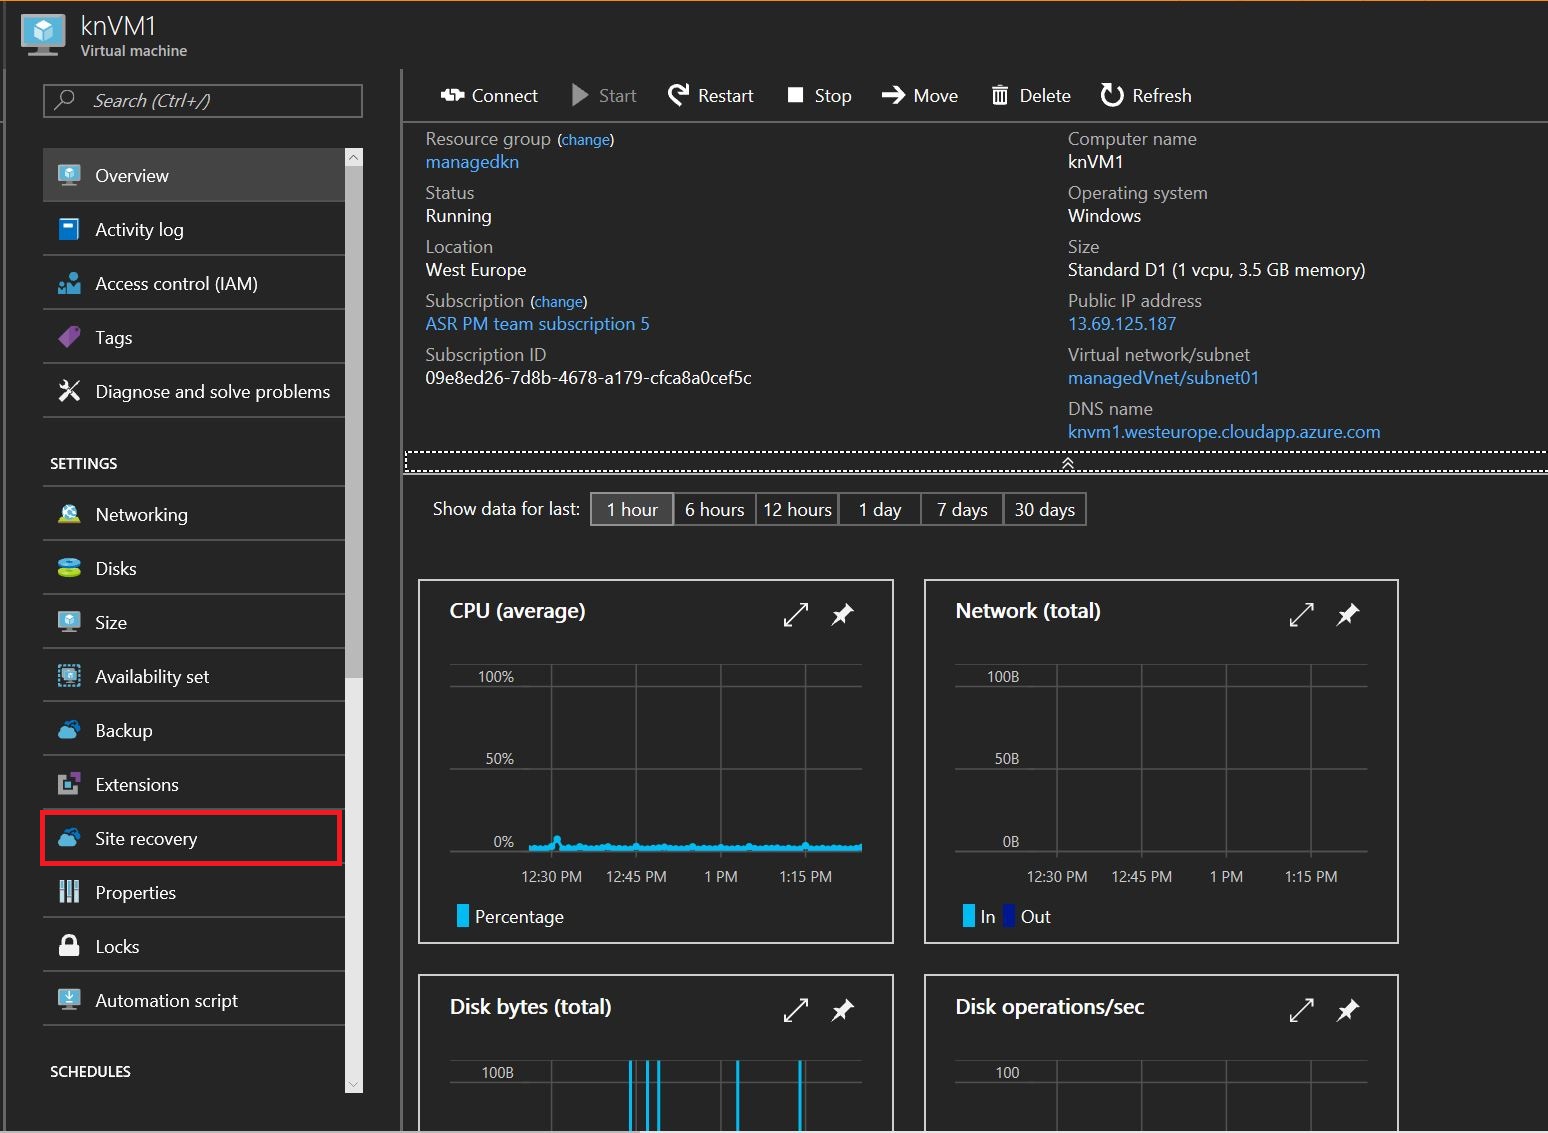 knVM1
Virtual machine
Search (Ctrl+/)
Overview
Activity log
Access control (IAM)
Tags
Diagnose and solve problems
SETTINGS
Networking
Disks
Size
Availability set
Backup
Extensions
Site recovery
Properties
Locks
Automation script
SCHEDULES
Connect Start Restart Stop Move Delete Refresh
Resource group (change)
managedkn
Status
Running
Location
West Europe
Subscription (change)
ASR PM team subscription 5
Subscription ID
09e8ed26-7d8b-4678-a179-cfca8a0cef5c
Computer name
knVM1
Operating system
Windows
Size
Standard D1 (1 vcpu, 3.5 GB memory)
Public IP address
13.69.125.187
Virtual network/subnet
managedVnet/subnet01
DNS name
knvm1.westeurope.cloudapp.azure.com
Show data for last: 1 hour 6 hours 12 hours 1 day 7 days 30 days
CPU (average)
100%
50%
0%
12:30 PM 12:45 PM 1 PM 1:15 PM
Percentage
Network (total)
100B
50B
0B
12:30 PM 12:45 PM 1 PM 1:15 PM
In Out
Disk bytes (total)
100B
Disk operations/sec
100